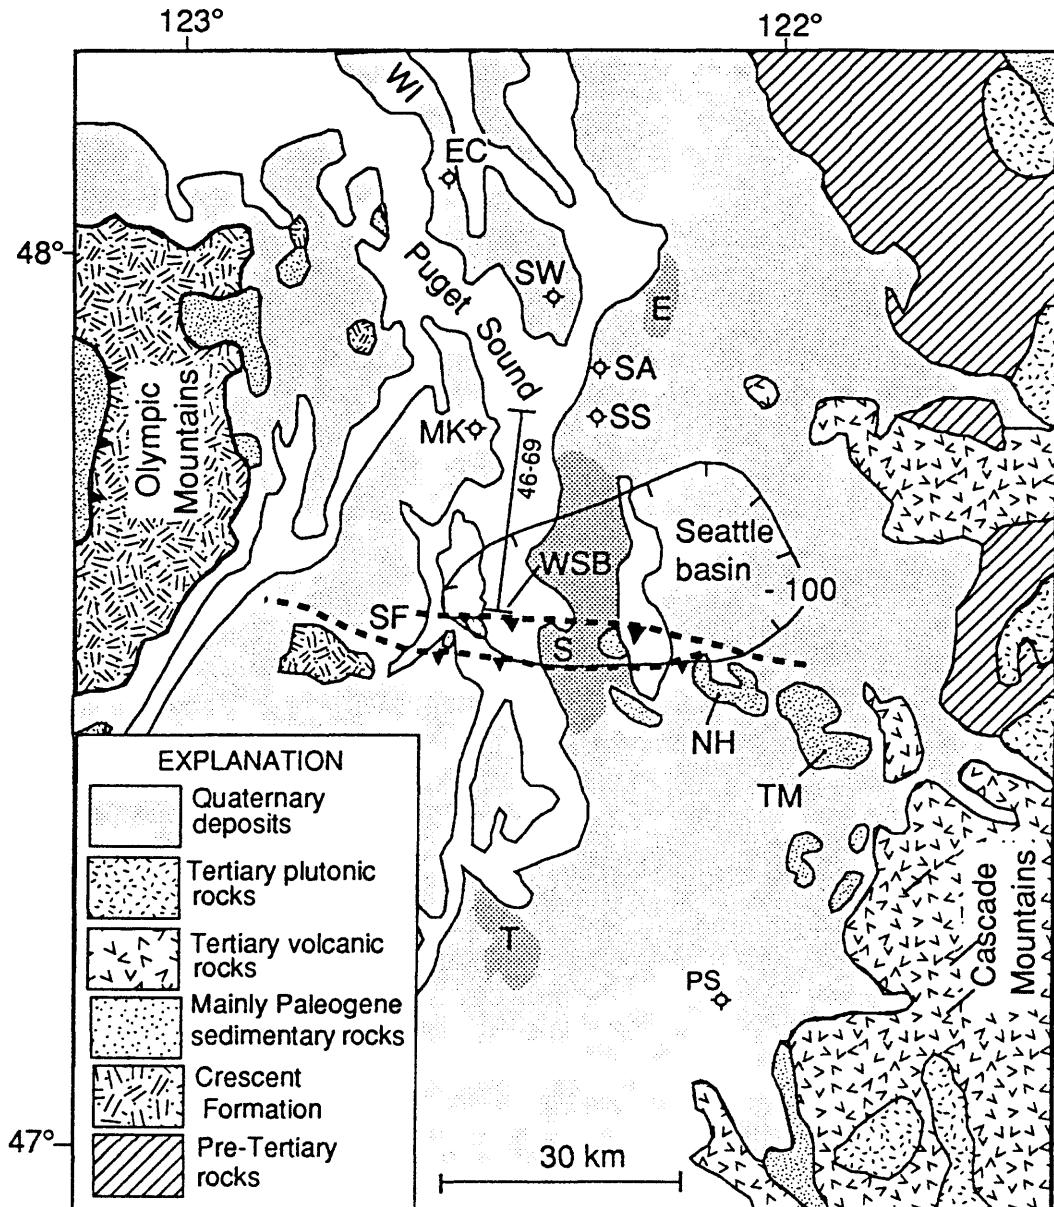 123°
122°
WI
EC
48°
Puget
Sound
SW
E
SA
SS
MK
46-69
Olympic
Mountains
Seattle
basin
WSB
-100
SF
S
NH
TM
EXPLANATION
Quaternary
deposits
Tertiary plutonic
rocks
Tertiary volcanic
rocks
Mainly Paleogene
sedimentary rocks
Crescent
Formation
Pre-Tertiary
rocks
T
PS
Cascade
Mountains
47°
30 km